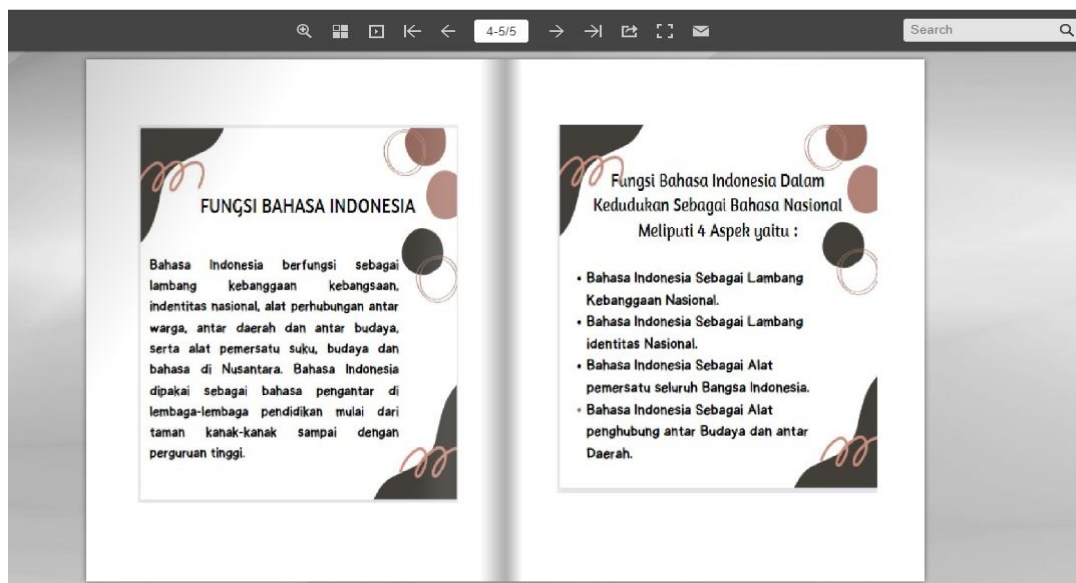 4-5/5
Search
FUNGSI BAHASA INDONESIA
Bahasa Indonesia berfungsi sebagai
lambang kebanggaan kebangsaan,
indentitas nasional, alat perhubungan antar
warga, antar daerah dan antar budaya,
serta alat pemersatu suku, budaya dan
bahasa di Nusantara. Bahasa Indonesia
dipakai sebagai bahasa pengantar di
lembaga-lembaga pendidikan mulai dari
taman kanak-kanak sampai dengan
perguruan tinggi.
Fungsi Bahasa Indonesia Dalam
Kedudukan Sebagai Bahasa Nasional
Meliputi 4 Aspek yaitu :
• Bahasa Indonesia Sebagai Lambang
Kebanggaan Nasional.
• Bahasa Indonesia Sebagai Lambang
identitas Nasional.
• Bahasa Indonesia Sebagai Alat
pemersatu seluruh Bangsa Indonesia.
• Bahasa Indonesia Sebagai Alat
penghubung antar Budaya dan antar
Daerah.